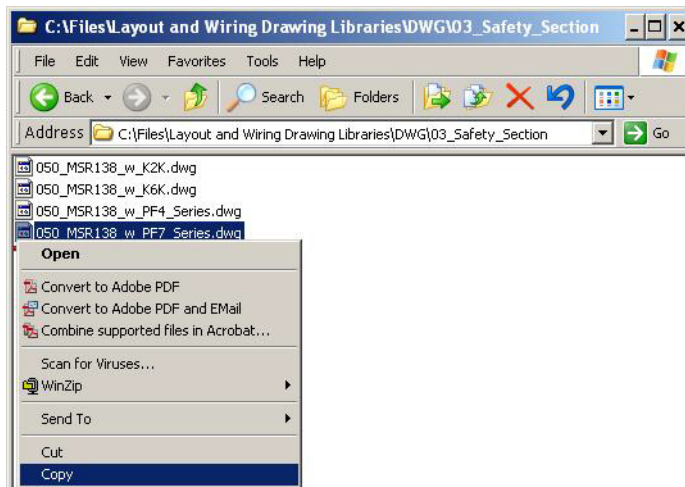 C:\Files\Layout and Wiring Drawing Libraries\DWG\03_Safety_Section
File Edit View Favorites Tools Help
Back Search Folders
Address C:\Files\Layout and Wiring Drawing Libraries\DWG\03_Safety_Section Go
050_MSR138_w_K2K.dwg
050_MSR138_w_K6K.dwg
050_MSR138_w_PF4_Series.dwg
050_MSR138_w_PF7_Series.dwg
Open
Convert to Adobe PDF
Convert to Adobe PDF and EMail
Combine supported files in Acrobat...
Scan for Viruses...
WinZip
Send To
Cut
Copy